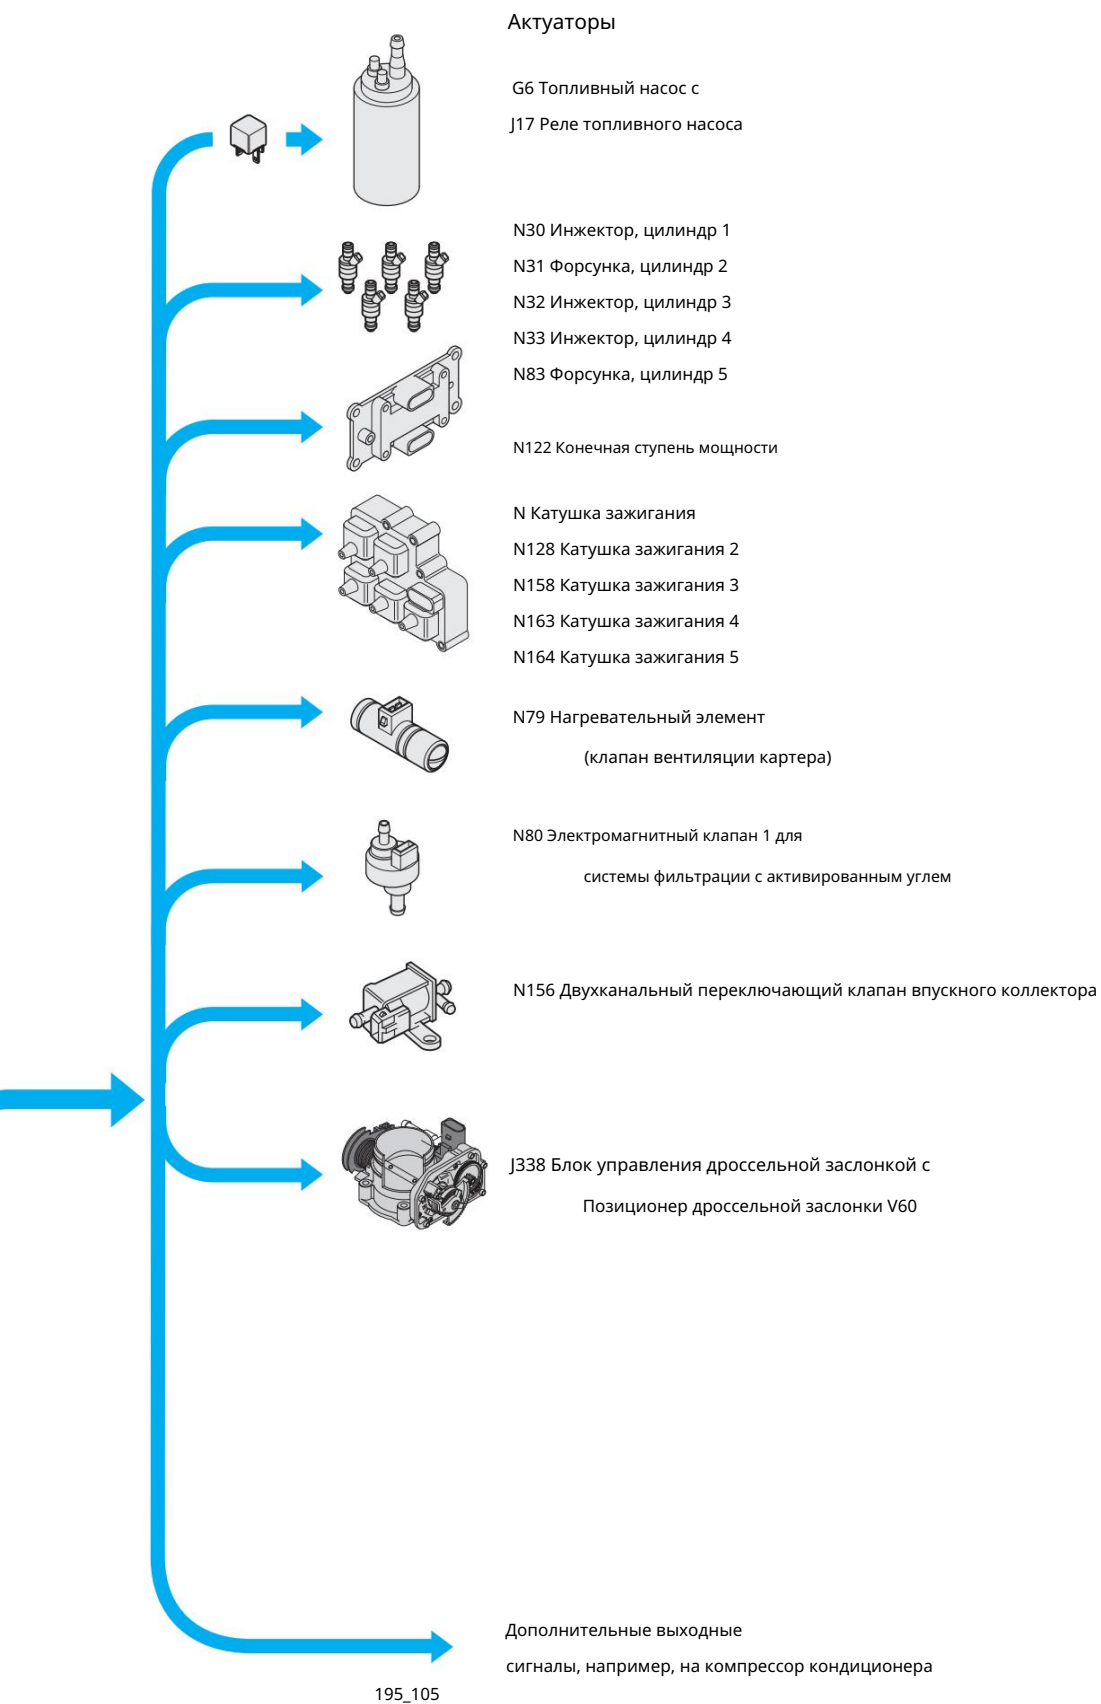 Актуаторы
G6 Топливный насос с
J17 Реле топливного насоса
N30 Инжектор, цилиндр 1
N31 Форсунка, цилиндр 2
N32 Инжектор, цилиндр 3
N33 Инжектор, цилиндр 4
N83 Форсунка, цилиндр 5
N122 Конечная ступень мощности
N Катушка зажигания
N128 Катушка зажигания 2
N158 Катушка зажигания 3
N163 Катушка зажигания 4
N164 Катушка зажигания 5
N79 Нагревательный элемент
(клапан вентиляции картера)
N80 Электромагнитный клапан 1 для
системы фильтрации с активированным углем
N156 Двухканальный переключающий клапан впускного коллектора
J338 Блок управления дроссельной заслонкой с
Позиционер дроссельной заслонки V60
Дополнительные выходные
сигналы, например, на компрессор кондиционера
195_105